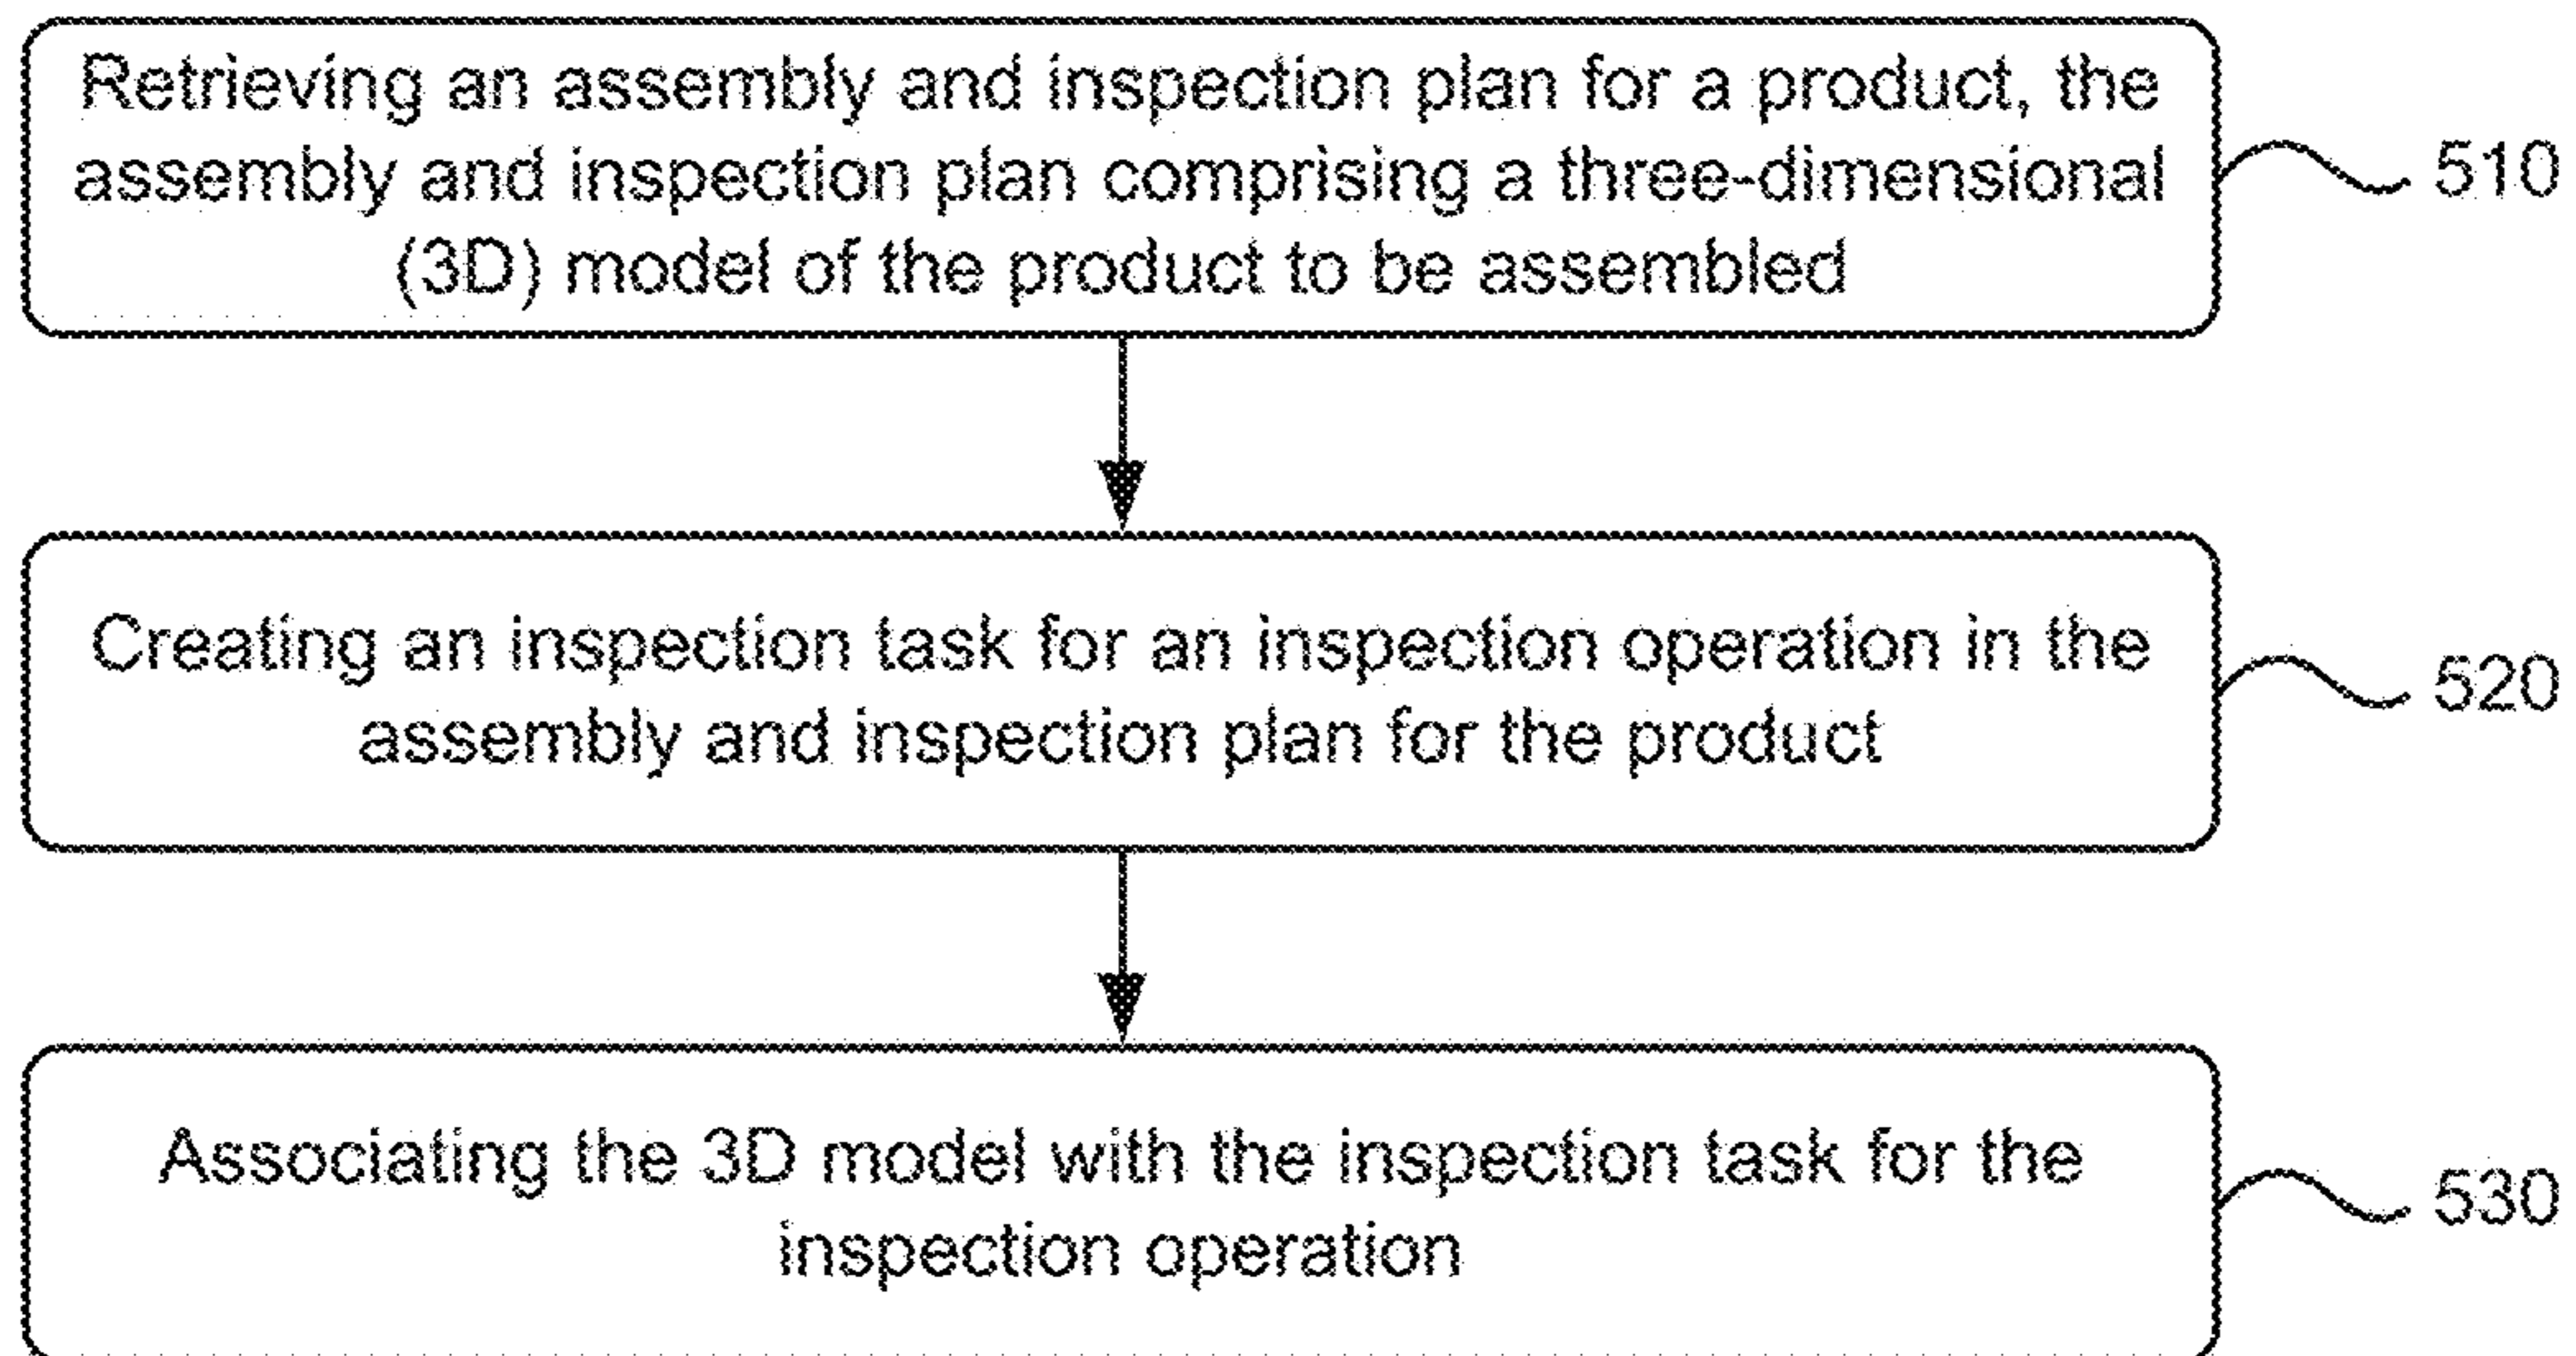 Retrieving an assembly and inspection plan for a product, the
assembly and inspection plan comprising a three-dimensional
(3D) model of the product to be assembled
510
Creating an inspection task for an inspection operation in the
assembly and inspection plan for the product
520
Associating the 3D model with the inspection task for the
inspection operation
530